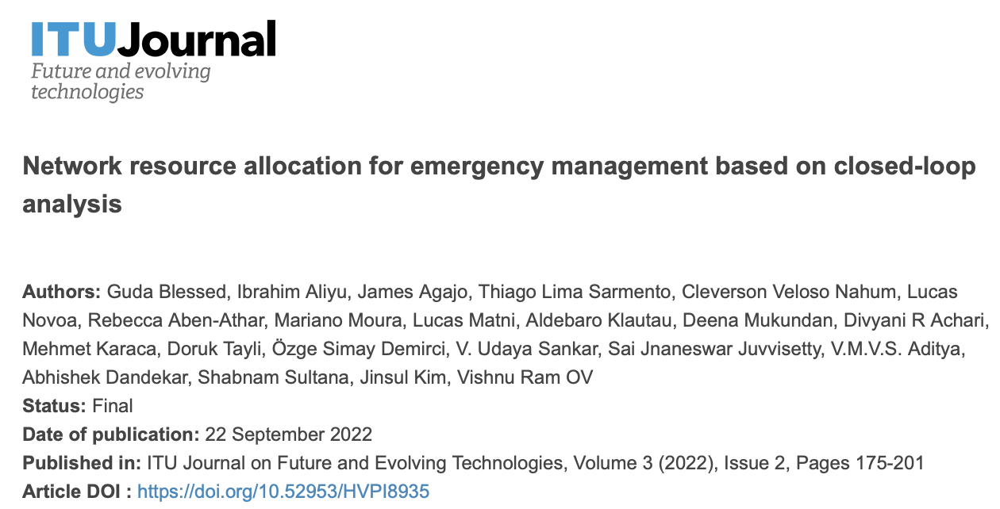 ITUJournal
Future and evolving
technologies
Network resource allocation for emergency management based on closed-loop
analysis
Authors: Guda Blessed, Ibrahim Aliyu, James Agajo, Thiago Lima Sarmento, Cleverson Veloso Nahum, Lucas
Novoa, Rebecca Aben-Athar, Mariano Moura, Lucas Matni, Aldebaro Klautau, Deena Mukundan, Divyani R Achari,
Mehmet Karaca, Doruk Tayli, Özge Simay Demirci, V. Udaya Sankar, Sai Jnaneswar Juvvisetty, V.M.V.S. Aditya,
Abhishek Dandekar, Shabnam Sultana, Jinsul Kim, Vishnu Ram OV
Status: Final
Date of publication: 22 September 2022
Published in: ITU Journal on Future and Evolving Technologies, Volume 3 (2022), Issue 2, Pages 175-201
Article DOI : https://doi.org/10.52953/HVPI8935